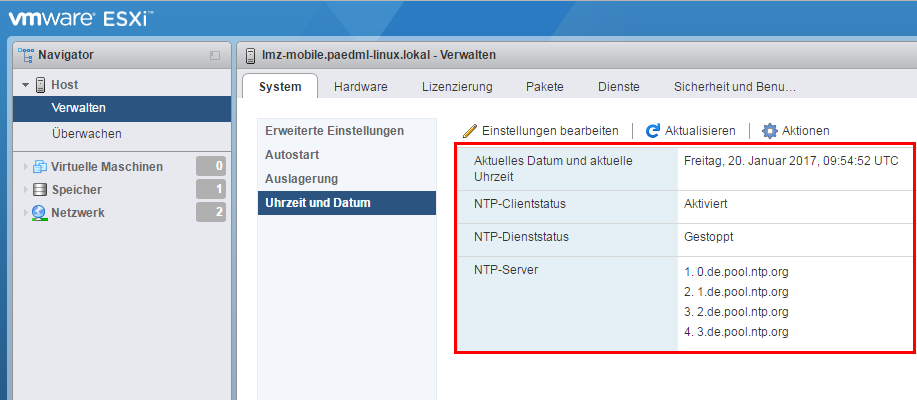 vmware ESXi™
Navigator
Host
Verwalten
Überwachen
Virtuelle Maschinen 0
Speicher 1
Netzwerk 2
lmz-mobile.paedml-linux.lokal - Verwalten
System Hardware Lizenzierung Pakete Dienste Sicherheit und Benu...
Erweiterte Einstellungen
Autostart
Auslagerung
Uhrzeit und Datum
Einstellungen bearbeiten Aktualisieren Aktionen
Aktuelles Datum und aktuelle
Uhrzeit
Freitag, 20. Januar 2017, 09:54:52 UTC
NTP-Clientstatus Aktiviert
NTP-Dienststatus Gestoppt
NTP-Server
1. 0.de.pool.ntp.org
2. 1.de.pool.ntp.org
3. 2.de.pool.ntp.org
4. 3.de.pool.ntp.org